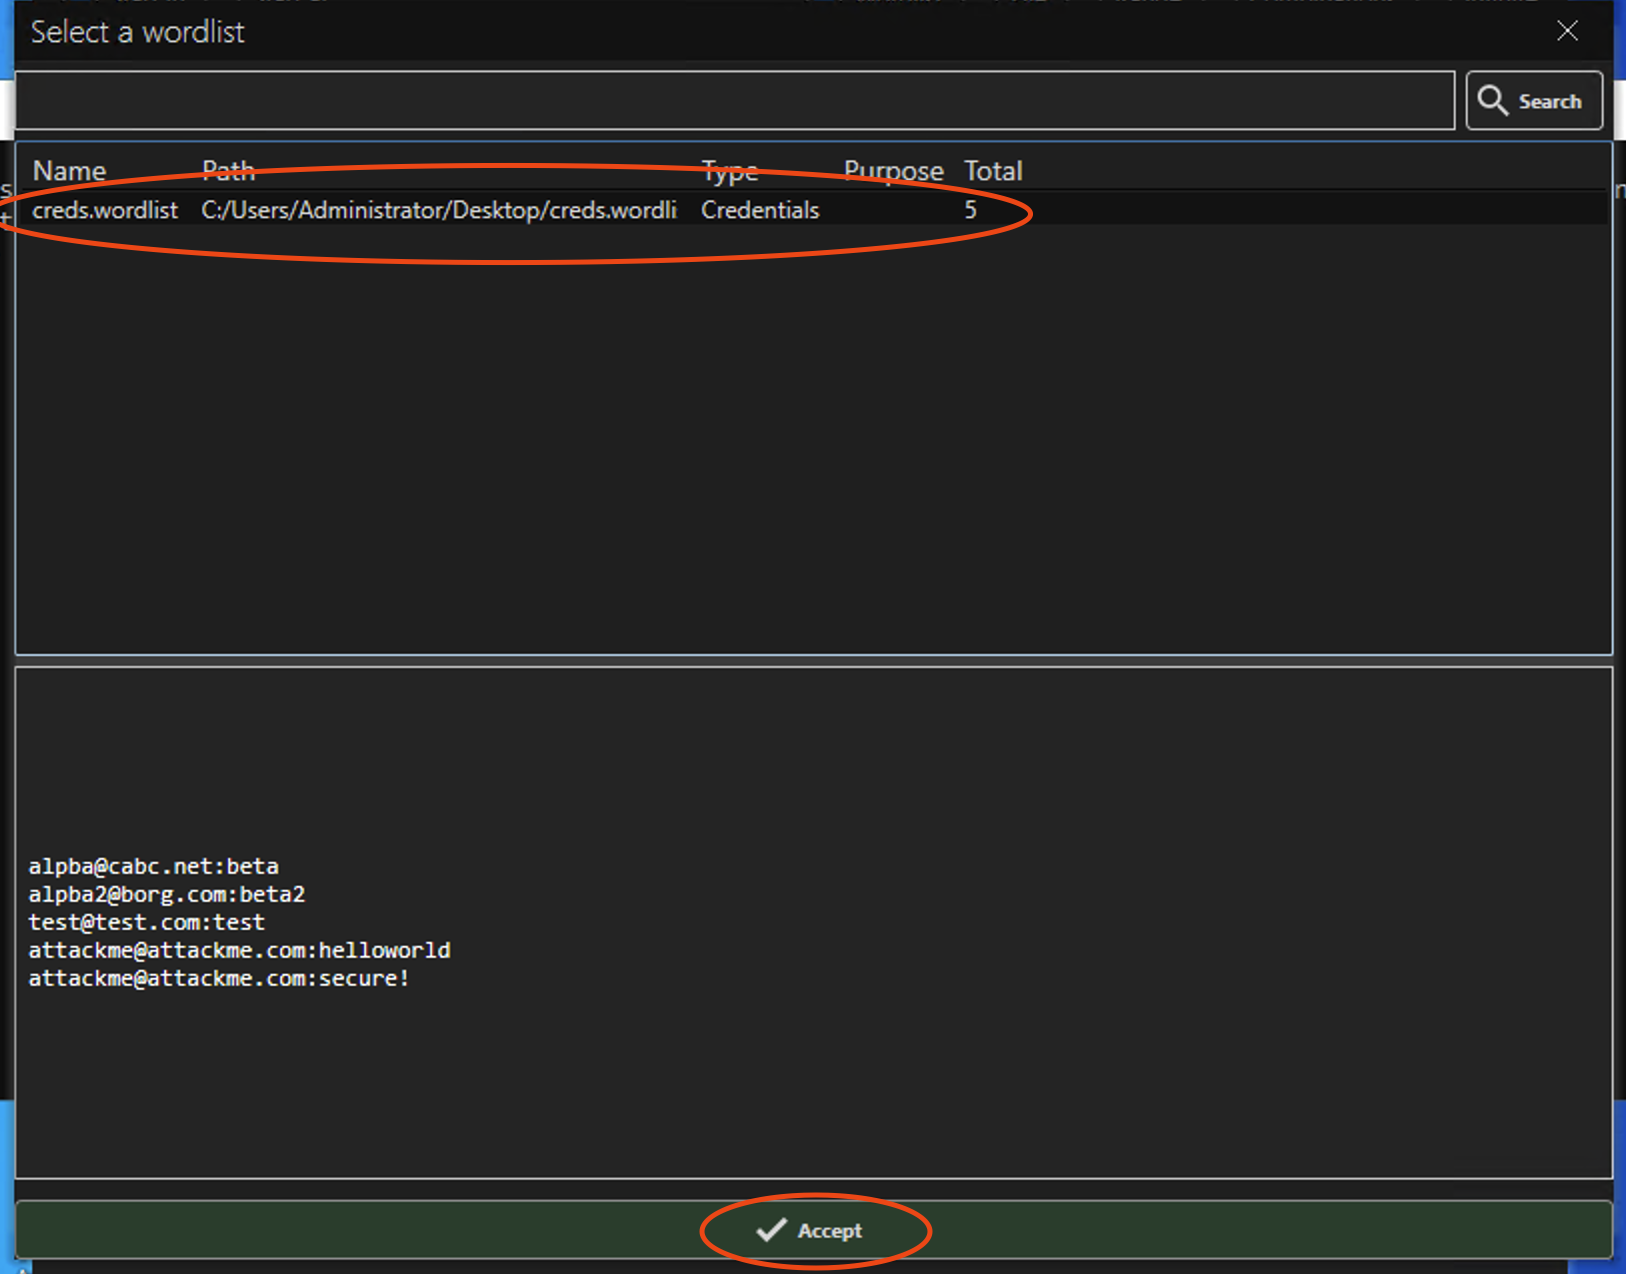 Select a wordlist
Search
Name Path Type Purpose Total
creds.wordlist C:/Users/Administrator/Desktop/creds.wordli Credentials 5
alpba@cabc.net:beta
alpba2@borg.com:beta2
test@test.com:test
attackme@attackme.com:helloworld
attackme@attackme.com:secure!
Accept